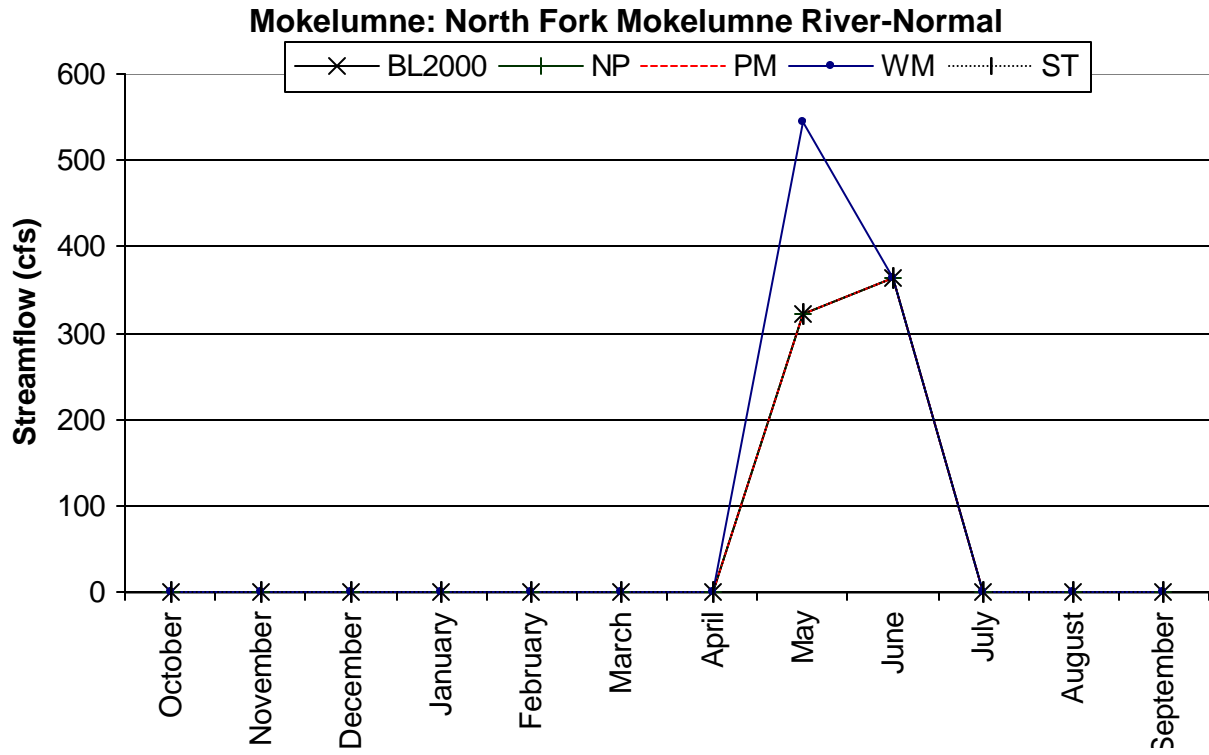 Mokelumne: North Fork Mokelumne River-Normal
BL2000 NP PM WM ST
600
500
400
300
200
100
0
Streamflow (cfs)
October
November
December
January
February
March
April
May
June
July
August
September